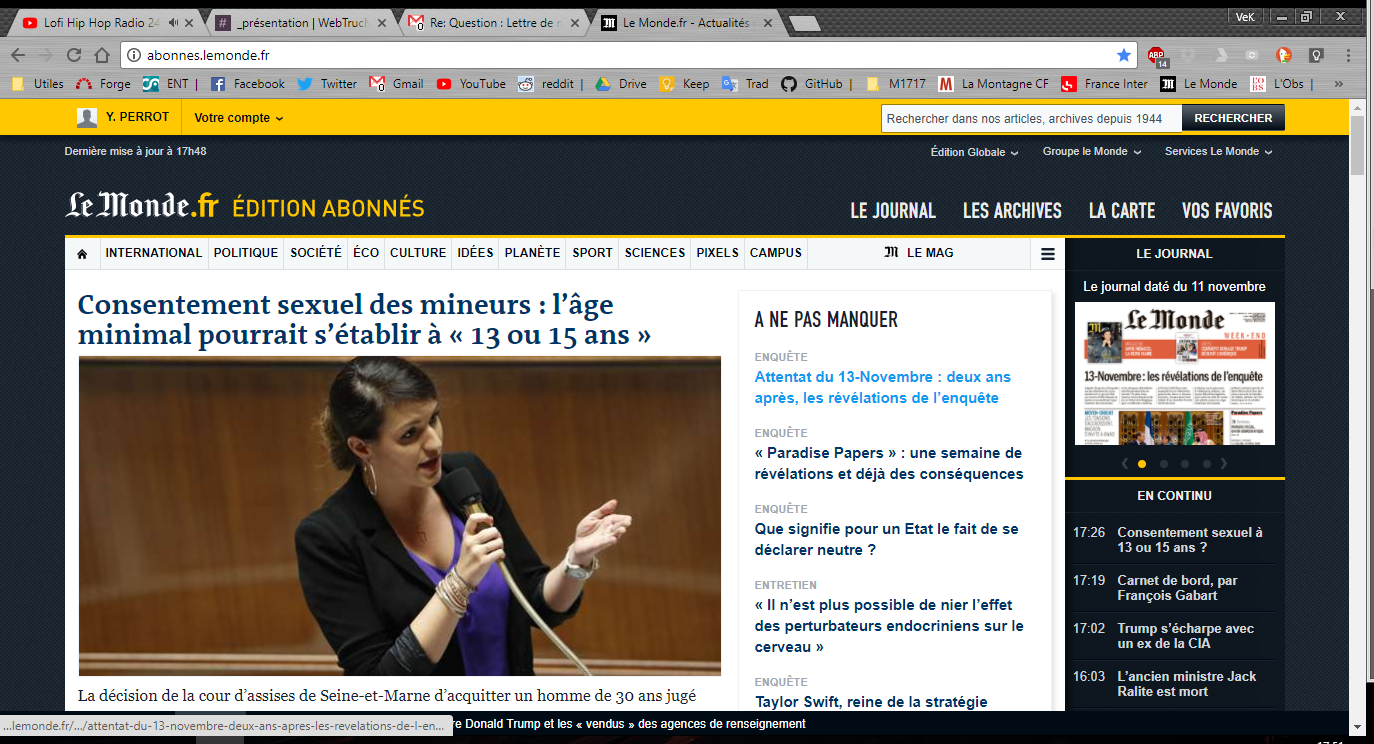 Lofi Hip Hop Radio 24
_présentation | WebTruch
Re: Question : Lettre de m
Le Monde.fr - Actualités
VeK
abonnes.lemonde.fr
ABP
14
Utiles
Forge
ENT |
Facebook
Twitter
Gmail
YouTube
reddit |
Drive
Keep
Trad
GitHub |
M1717
La Montagne CF
France Inter
Le Monde
L'Obs |
»
Y. PERROT
Votre compte
Rechercher dans nos articles, archives depuis 1944
RECHERCHER
Dernière mise à jour à 17h48
Édition Globale
Groupe le Monde
Services Le Monde
Le Monde.fr ÉDITION ABONNÉS
LE JOURNAL
LES ARCHIVES
LA CARTE
VOS FAVORIS
INTERNATIONAL
POLITIQUE
SOCIÉTÉ
ÉCO
CULTURE
IDÉES
PLANÈTE
SPORT
SCIENCES
PIXELS
CAMPUS
M LE MAG
Consentement sexuel des mineurs : l’âge
minimal pourrait s’établir à « 13 ou 15 ans »
La décision de la cour d’assises de Seine-et-Marne d’acquitter un homme de 30 ans jugé
A NE PAS MANQUER
ENQUÊTE
Attentat du 13-Novembre : deux ans
après, les révélations de l’enquête
ENQUÊTE
« Paradise Papers » : une semaine de
révélations et déjà des conséquences
ENQUÊTE
Que signifie pour un Etat le fait de se
déclarer neutre ?
ENTRETIEN
« Il n’est plus possible de nier l’effet
des perturbateurs endocriniens sur le
cerveau »
ENQUÊTE
Taylor Swift, reine de la stratégie
LE JOURNAL
Le journal daté du 11 novembre
Le Monde
WEEK-END
13-Novembre : les révélations de l’enquête
Paradise Papers
EN CONTINU
17:26 Consentement sexuel à
13 ou 15 ans ?
17:19 Carnet de bord, par
François Gabart
17:02 Trump s’écharpe avec
un ex de la CIA
16:03 L’ancien ministre Jack
Ralite est mort
...lemonde.fr/.../attentat-du-13-novembre-deux-ans-apres-les-revelations-de-l-en...
re Donald Trump et les « vendus » des agences de renseignement